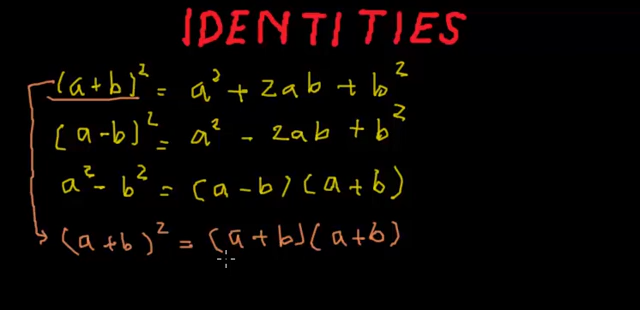 IDENTITIES
(a+b)² = a² + 2ab + b²
(a-b)² = a² - 2ab + b²
a² - b² = (a-b)(a+b)
(a+b)² = (a+b)(a+b)